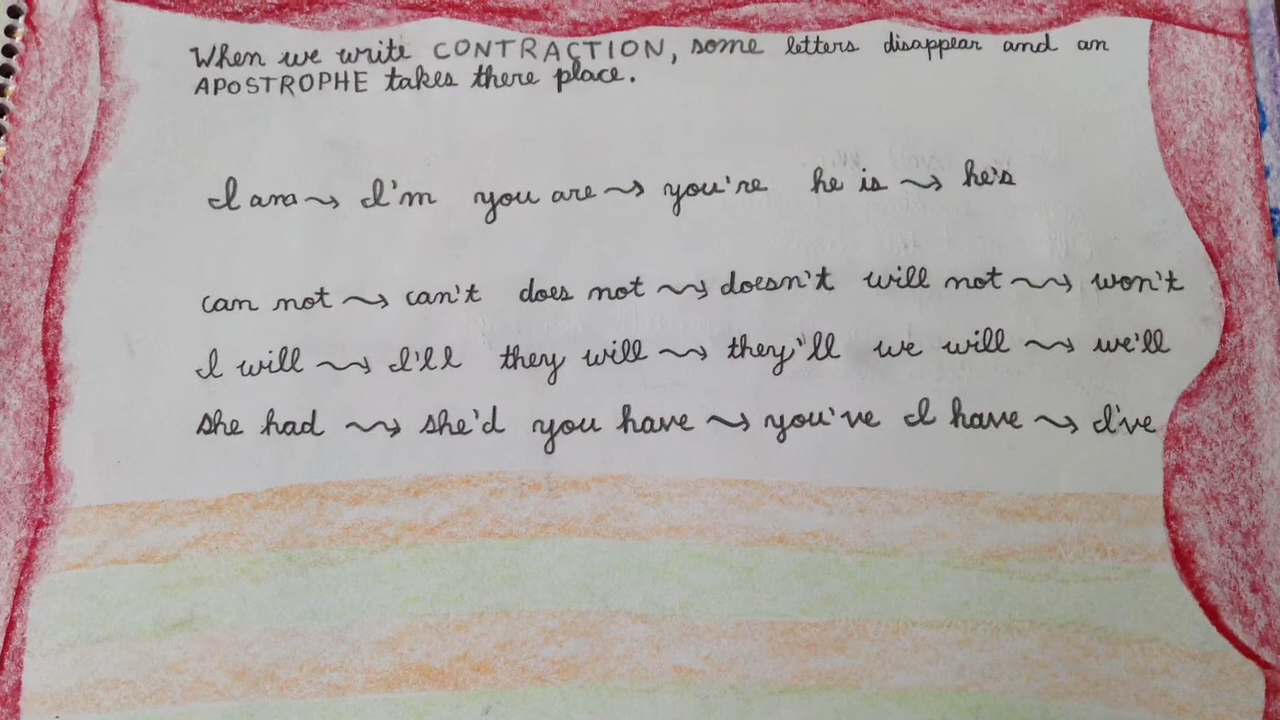 When we write CONTRACTION, some letters disappear and an
APOSTROPHE takes there place.
I am ⇝ I'm you are ⇝ you're he is ⇝ he's
can not ⇝ can't does not ⇝ doesn't will not ⇝ won't
I will ⇝ I'll they will ⇝ they'll we will ⇝ we'll
she had ⇝ she'd you have ⇝ you've I have ⇝ I've